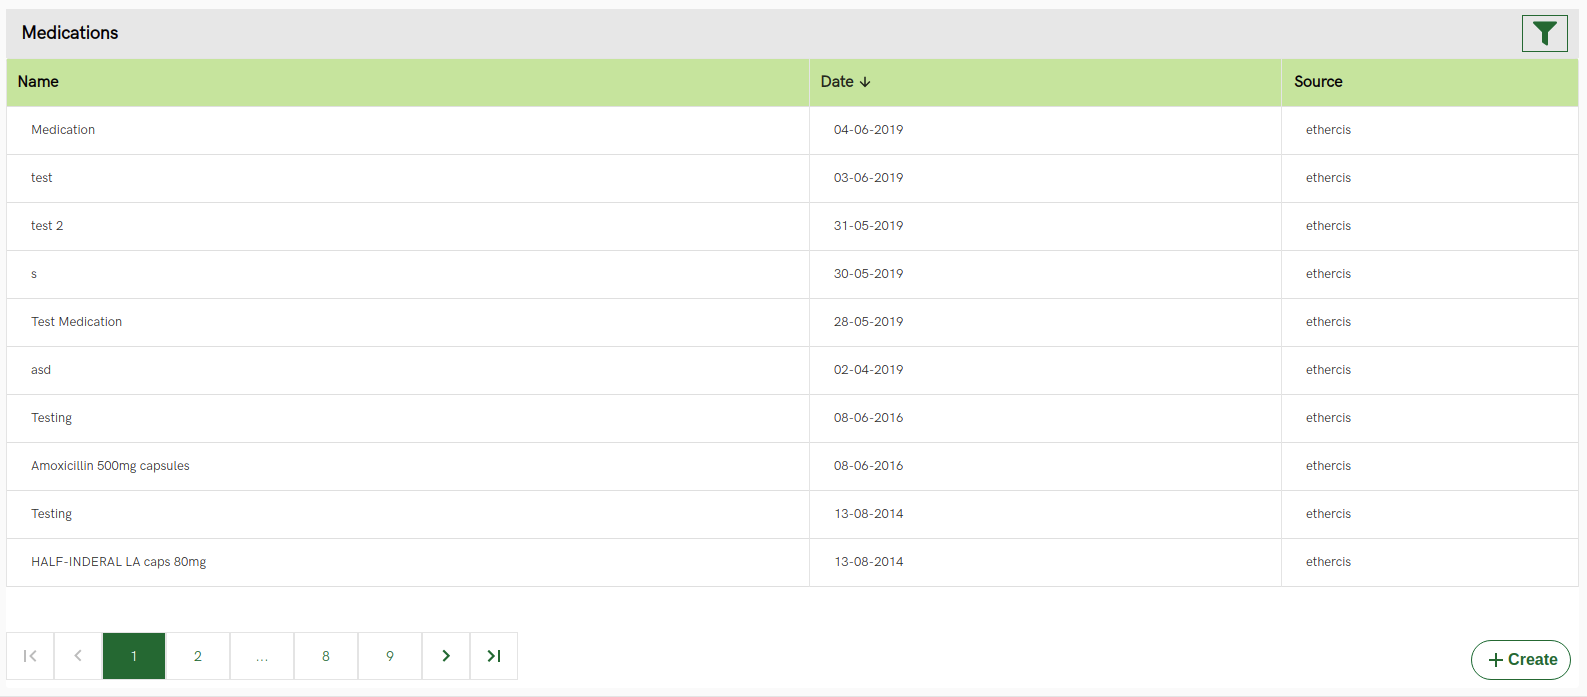 Medications
Name Date Source
Medication 04-06-2019 ethercis
test 03-06-2019 ethercis
test 2 31-05-2019 ethercis
s 30-05-2019 ethercis
Test Medication 28-05-2019 ethercis
asd 02-04-2019 ethercis
Testing 08-06-2016 ethercis
Amoxicillin 500mg capsules 08-06-2016 ethercis
Testing 13-08-2014 ethercis
HALF-INDERAL LA caps 80mg 13-08-2014 ethercis
1 2 ... 8 9 Create